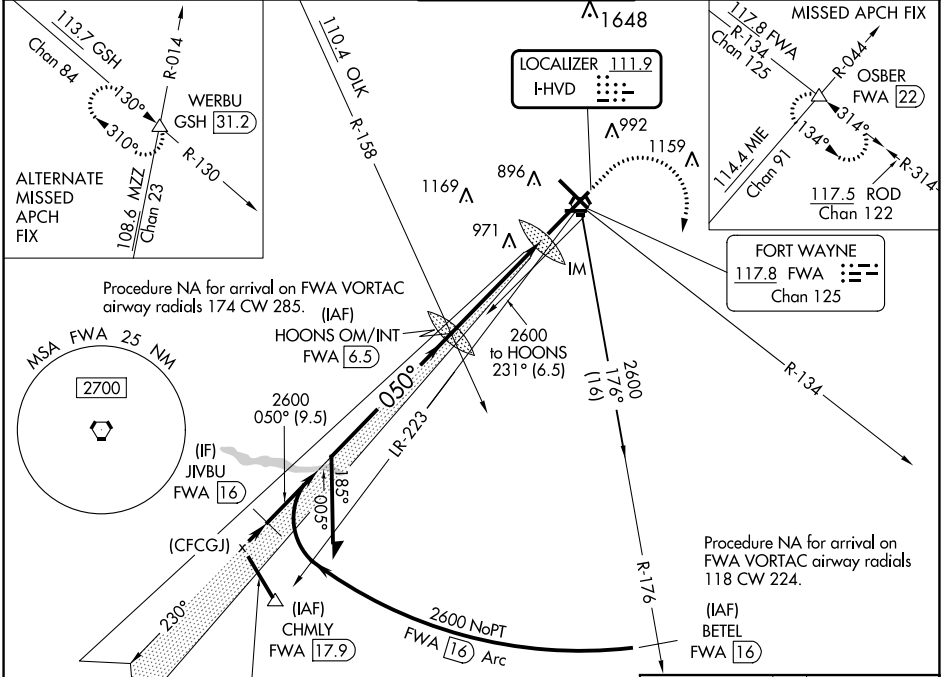 1648
113.7 GSH
Chan 84
R-014
130°
310°
WERBU
GSH 31.2
R-130
108.6 MZZ
Chan 23
ALTERNATE
MISSED
APCH
FIX
110.4 OLK
R-158
LOCALIZER 111.9
I-HVD
992
1159
896
1169
971
IM
MISSED APCH FIX
117.8 FWA
R-134
Chan 125
R-044
OSBER
FWA 22
314°
134°
R-314
114.4 MIE
Chan 91
117.5 ROD
Chan 122
FORT WAYNE
117.8 FWA
Chan 125
Procedure NA for arrival on FWA VORTAC
airway radials 174 CW 285.
(IAF)
HOONS OM/INT
FWA 6.5
2600
to HOONS
231° (6.5)
2600
176°
(16)
R-134
MSA FWA 25 NM
2700
2600
050° (9.5)
050°
LR-223
(IF)
JIVBU
FWA 16
185°
005°
(CFCGJ)
230°
(IAF)
CHMLY
FWA 17.9
2600 NoPT
FWA 16 Arc
R-176
Procedure NA for arrival on
FWA VORTAC airway radials
118 CW 224.
(IAF)
BETEL
FWA 16